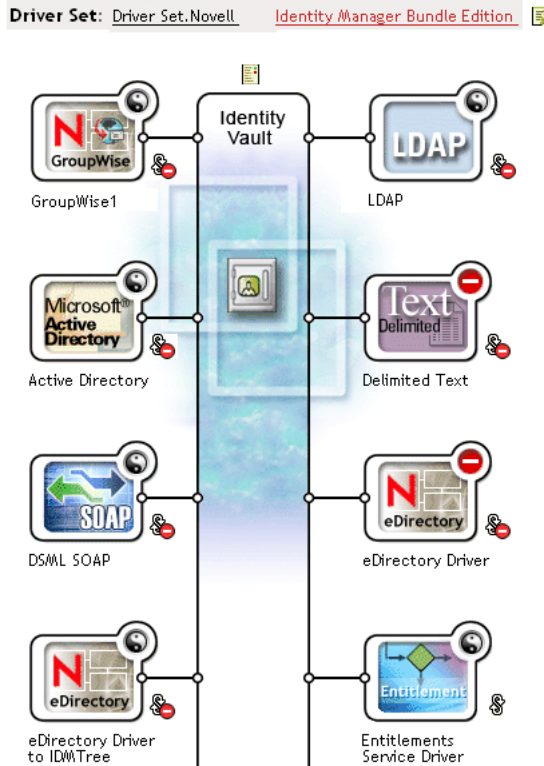 Driver Set: Driver Set.Novell Identity Manager Bundle Edition
Identity
Vault
N
GroupWise
GroupWise1
LDAP
LDAP
Microsoft®
Active
Directory
Active Directory
Text
Delimited
Delimited Text
SOAP
DSML SOAP
N
eDirectory
eDirectory Driver
N
eDirectory
eDirectory Driver
to IDMTree
Entitlement
Entitlements
Service Driver